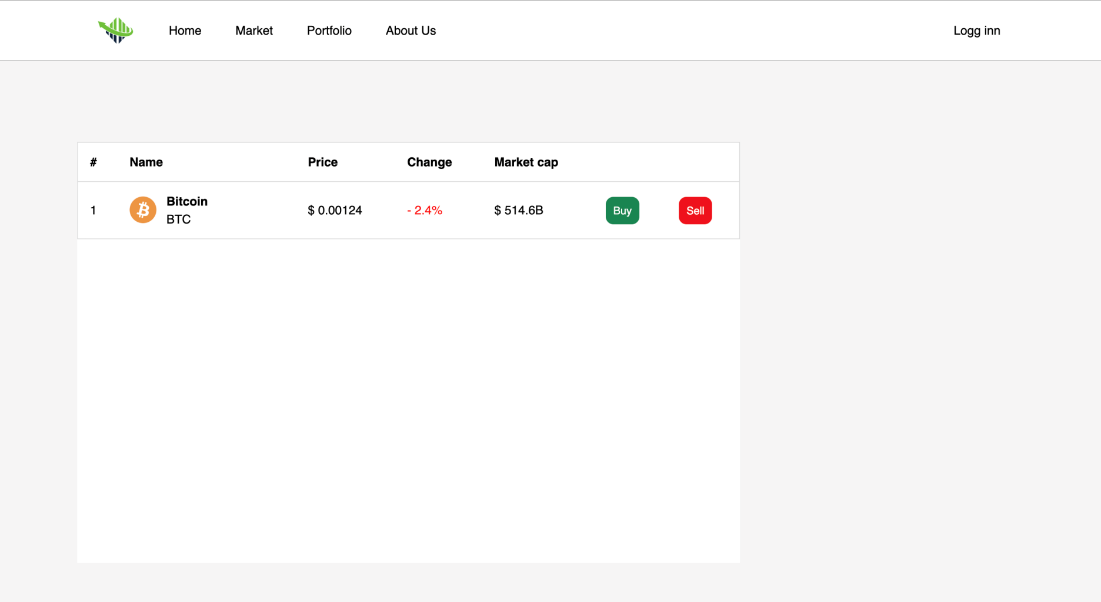 Home Market Portfolio About Us Logg inn
# Name Price Change Market cap
1 Bitcoin $ 0.00124 - 2.4% $ 514.6B Buy Sell
BTC